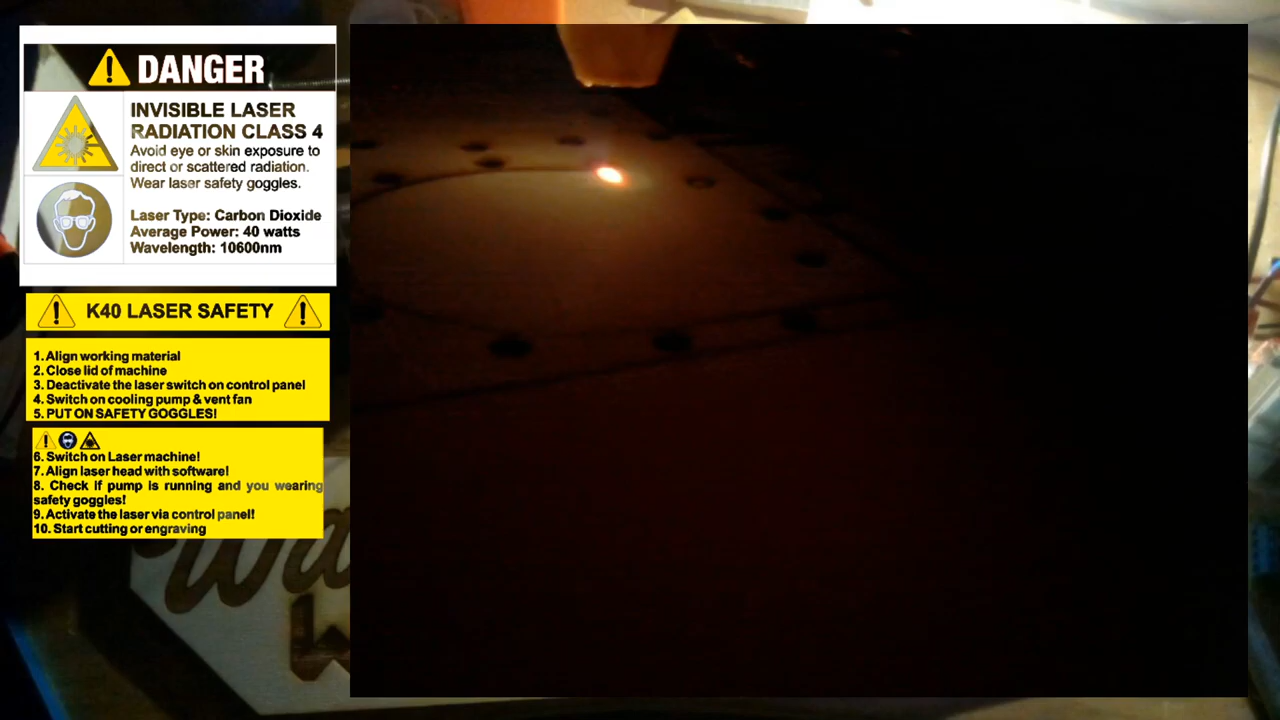 DANGER
INVISIBLE LASER
RADIATION CLASS 4
Avoid eye or skin exposure to
direct or scattered radiation.
Wear laser safety goggles.
Laser Type: Carbon Dioxide
Average Power: 40 watts
Wavelength: 10600nm
K40 LASER SAFETY
1. Align working material
2. Close lid of machine
3. Deactivate the laser switch on control panel
4. Switch on cooling pump & vent fan
5. PUT ON SAFETY GOGGLES!
6. Switch on Laser machine!
7. Align laser head with software!
8. Check if pump is running and you wearing
safety goggles!
9. Activate the laser via control panel!
10. Start cutting or engraving